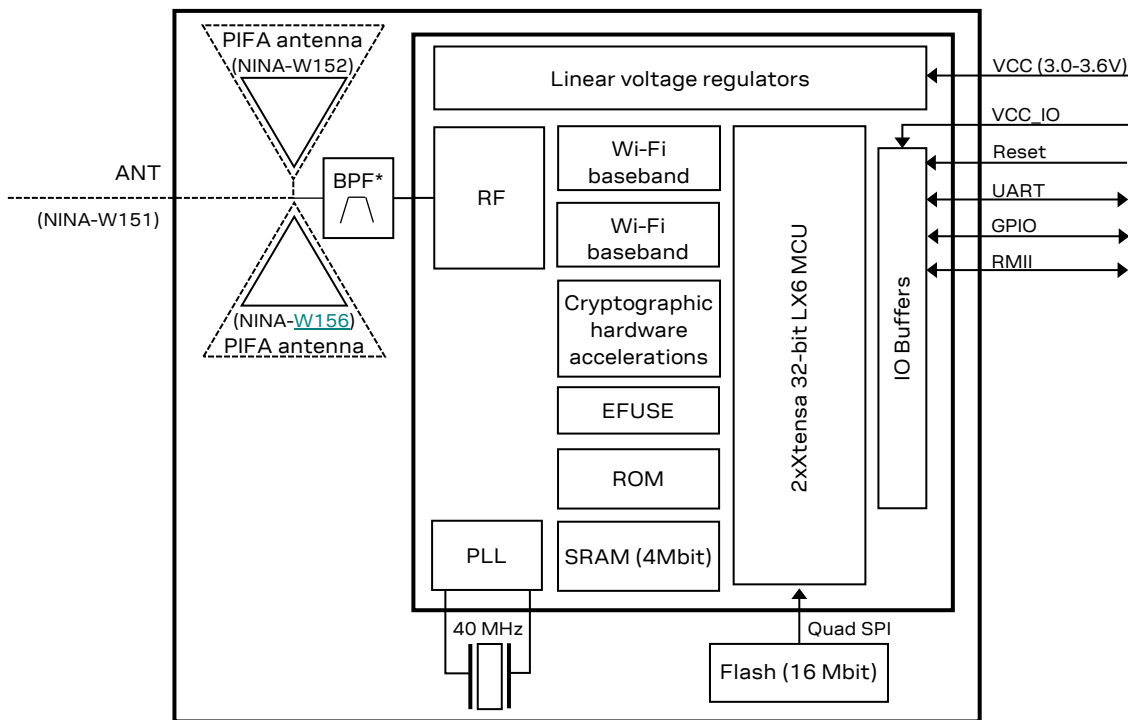 PIFA antenna
(NINA-W152)
Linear voltage regulators
VCC (3.0-3.6V)
VCC_IO
Reset
UART
GPIO
RMII
ANT
(NINA-W151)
BPF*
RF
Wi-Fi
baseband
Wi-Fi
baseband
Cryptographic
hardware
accelerations
EFUSE
ROM
SRAM (4Mbit)
2xXtensa 32-bit LX6 MCU
IO Buffers
(NINA-W156)
PIFA antenna
PLL
40 MHz
Quad SPI
Flash (16 Mbit)